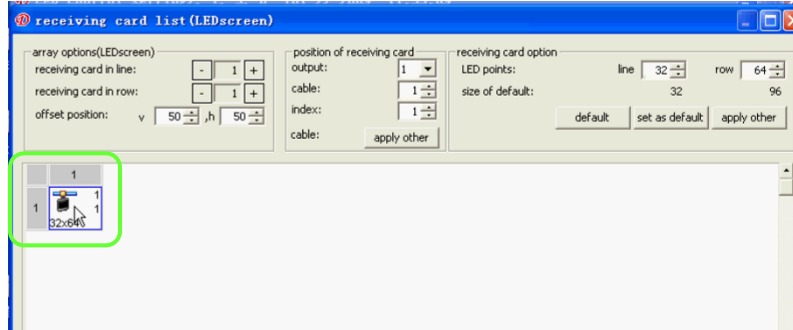 receiving card list(LEDscreen)
array options(LEDscreen)
receiving card in line: - 1 +
receiving card in row: - 1 +
offset position: v 50 ,h 50
position of receiving card
output: 1
cable: 1
index: 1
cable: apply other
receiving card option
LED points: line 32 row 64
size of default: 32 96
default set as default apply other
1
1
1
1
32x64